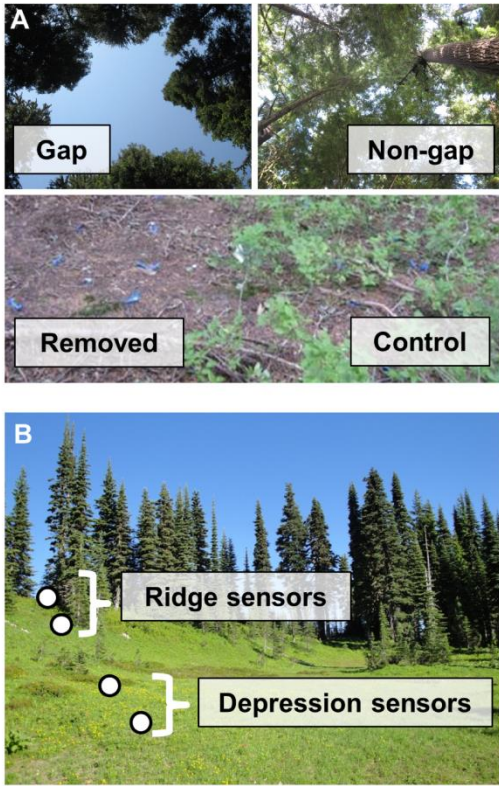 A
Gap
Non-gap
Removed
Control
B
Ridge sensors
Depression sensors